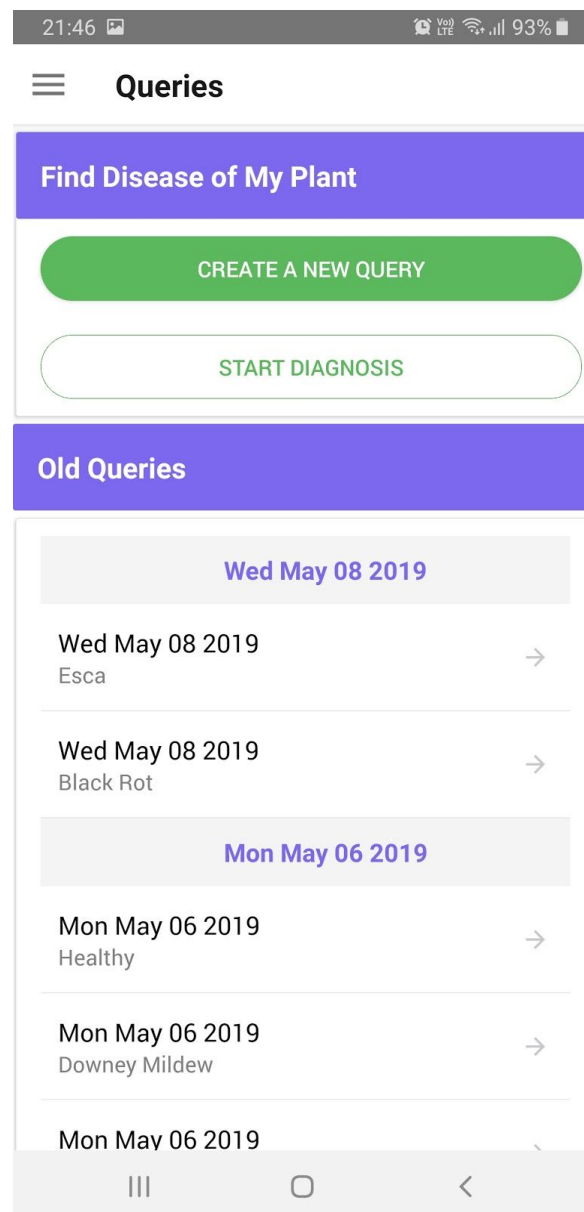 21:46 Vo)) LTE 93%
Queries
Find Disease of My Plant
CREATE A NEW QUERY
START DIAGNOSIS
Old Queries
Wed May 08 2019
Wed May 08 2019
Esca
Wed May 08 2019
Black Rot
Mon May 06 2019
Mon May 06 2019
Healthy
Mon May 06 2019
Downey Mildew
Mon May 06 2019